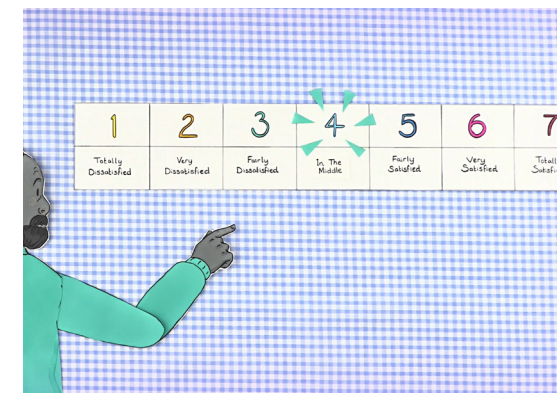 1 2 3 4 5 6 7
Totally Very Fairly In The Fairly Very
Dissatisfied Dissatisfied Dissatisfied Middle Satisfied Satisfied